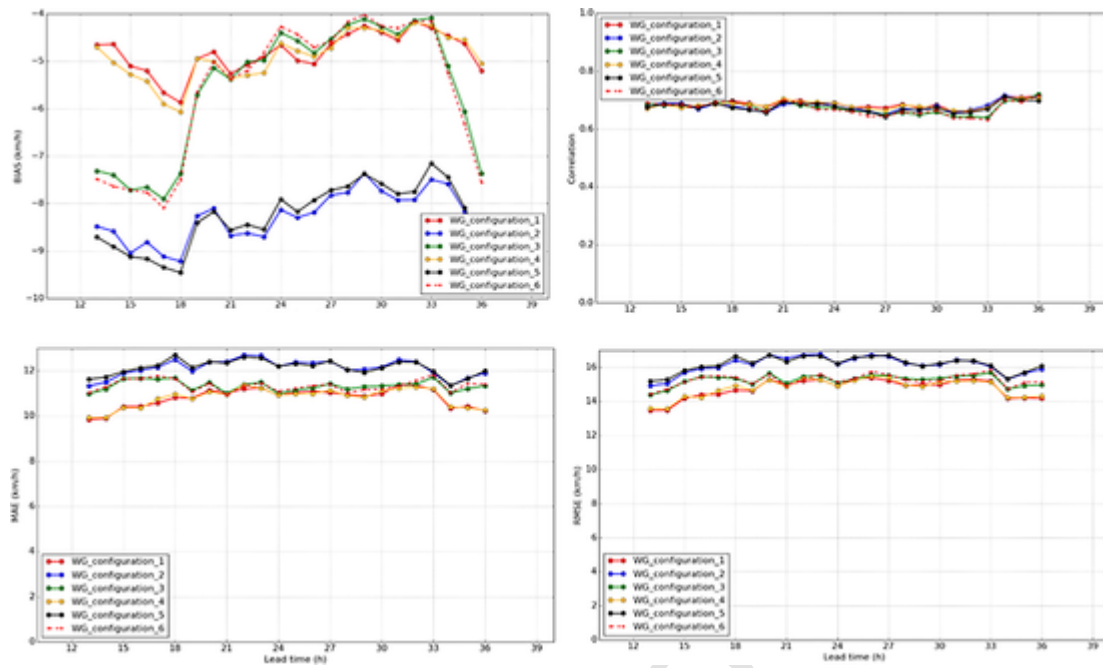 −4
−5
−6
−7
−8
−9
−10
BIAS (km/h)
WG_configuration_1
WG_configuration_2
WG_configuration_3
WG_configuration_4
WG_configuration_5
WG_configuration_6
12 15 18 21 24 27 30 33 36 39
1.0
0.8
0.6
0.4
0.2
0.0
Correlation
WG_configuration_1
WG_configuration_2
WG_configuration_3
WG_configuration_4
WG_configuration_5
WG_configuration_6
12 15 18 21 24 27 30 33 36 39
12
10
8
6
4
2
0
MAE (km/h)
WG_configuration_1
WG_configuration_2
WG_configuration_3
WG_configuration_4
WG_configuration_5
WG_configuration_6
12 15 18 21 24 27 30 33 36 39
Lead time (h)
16
14
12
10
8
6
4
2
0
RMSE (km/h)
WG_configuration_1
WG_configuration_2
WG_configuration_3
WG_configuration_4
WG_configuration_5
WG_configuration_6
12 15 18 21 24 27 30 33 36 39
Lead time (h)